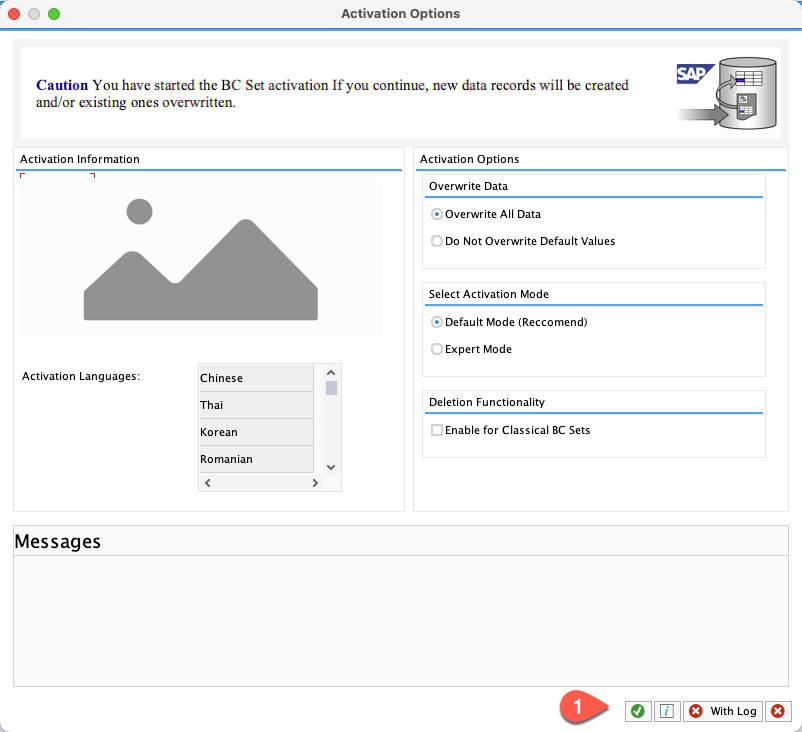 Activation Options
Caution You have started the BC Set activation If you continue, new data records will be created
and/or existing ones overwritten.
SAP
Activation Information
Activation Languages:
Chinese
Thai
Korean
Romanian
Activation Options
Overwrite Data
Overwrite All Data
Do Not Overwrite Default Values
Select Activation Mode
Default Mode (Reccomend)
Expert Mode
Deletion Functionality
Enable for Classical BC Sets
Messages
1
i
With Log